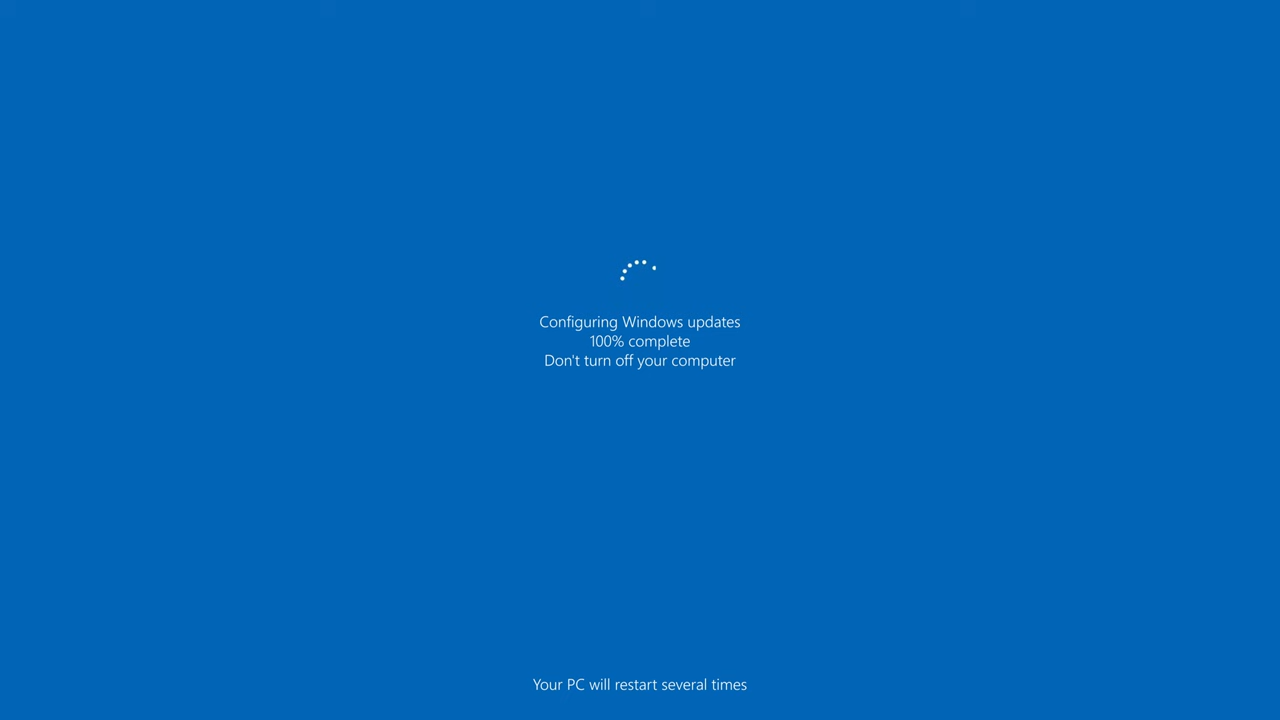 Configuring Windows updates
100% complete
Don't turn off your computer
Your PC will restart several times